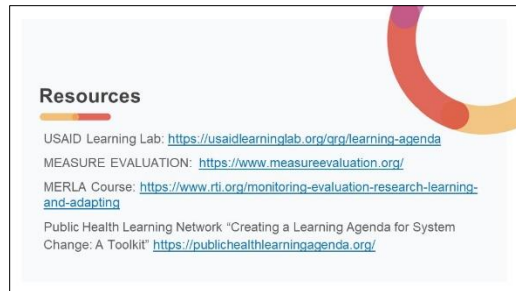 Resources
USAID Learning Lab: https://usaidlearninglab.org/qrg/learning-agenda
MEASURE EVALUATION: https://www.measureevaluation.org/
MERLA Course: https://www.rti.org/monitoring-evaluation-research-learning-
and-adapting
Public Health Learning Network “Creating a Learning Agenda for System
Change: A Toolkit” https://publichealthlearningagenda.org/